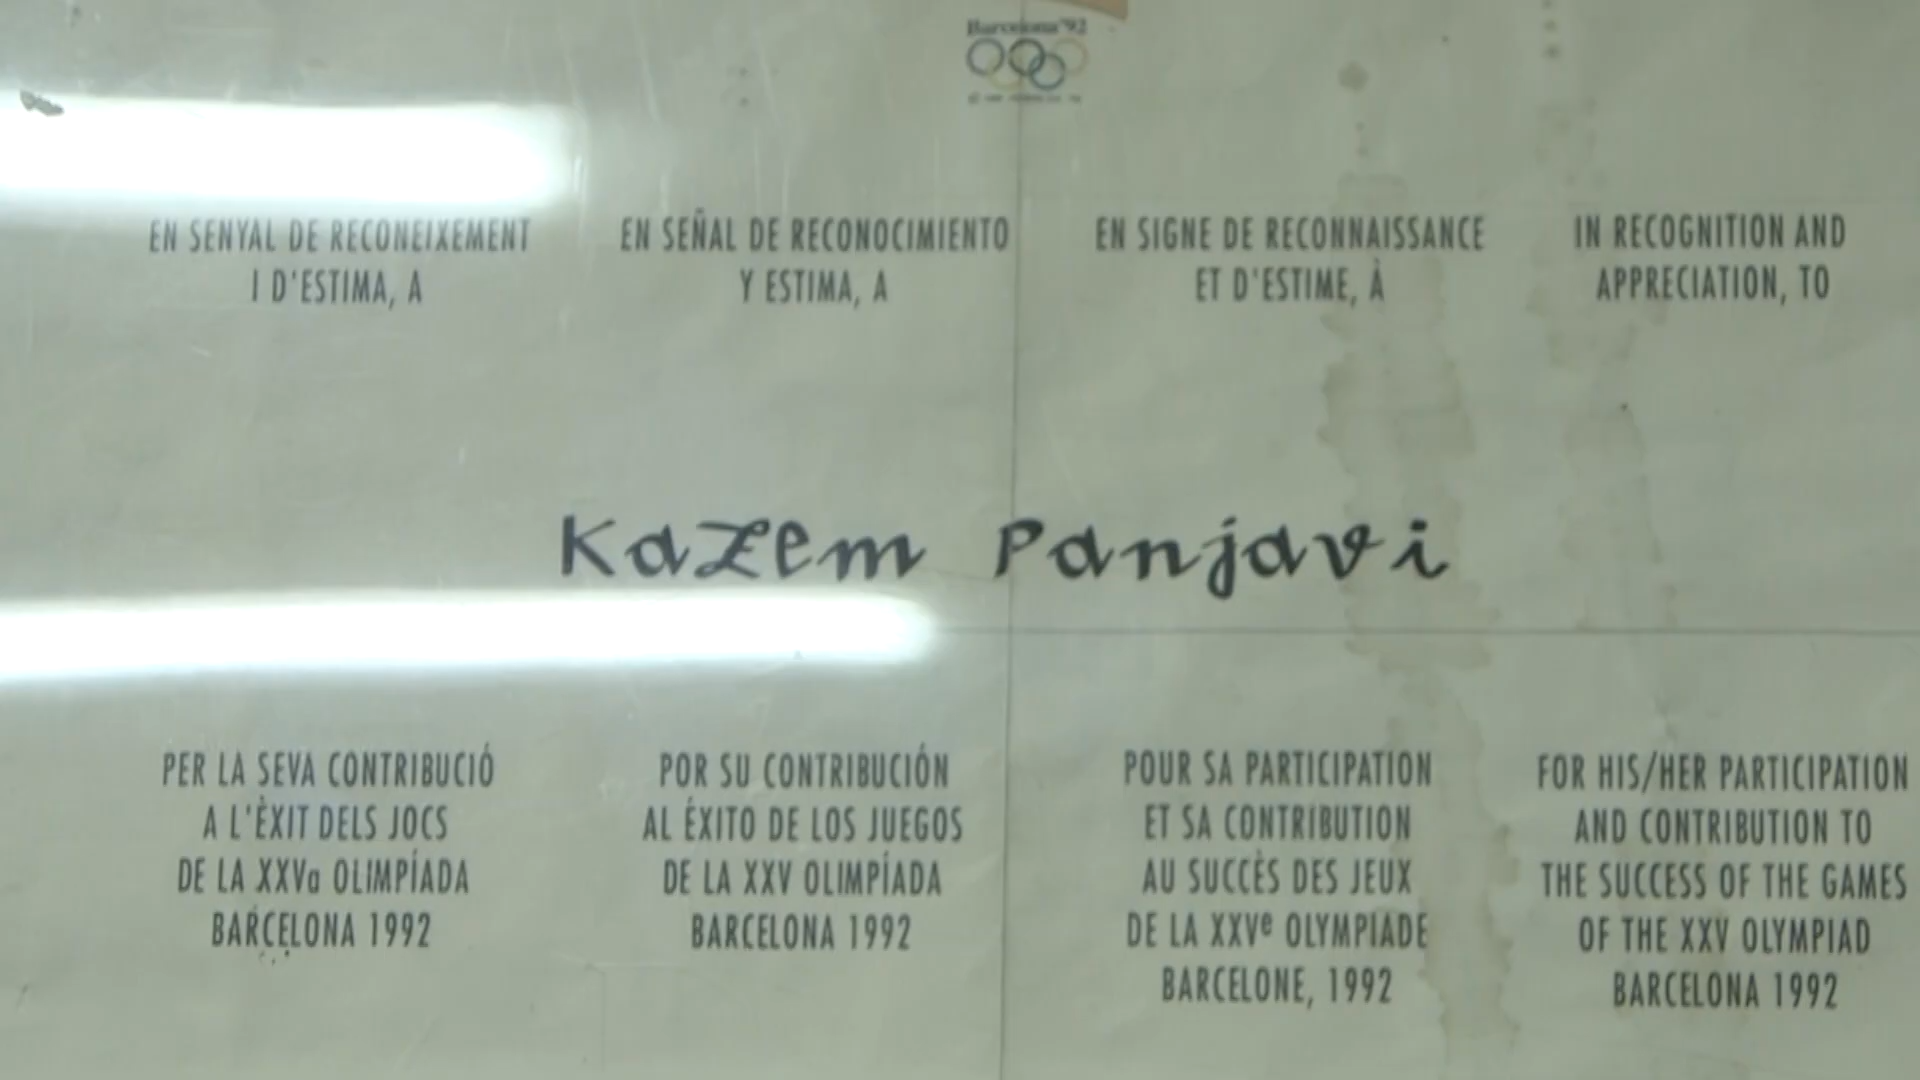 Barcelona'92
EN SENYAL DE RECONEIXEMENT
I D'ESTIMA, A
EN SEÑAL DE RECONOCIMIENTO
Y ESTIMA, A
EN SIGNE DE RECONNAISSANCE
ET D'ESTIME, À
IN RECOGNITION AND
APPRECIATION, TO
Kazem Panjavi
PER LA SEVA CONTRIBUCIÓ
A L'ÈXIT DELS JOCS
DE LA XXVa OLIMPÍADA
BARCELONA 1992
POR SU CONTRIBUCIÓN
AL ÉXITO DE LOS JUEGOS
DE LA XXV OLIMPÍADA
BARCELONA 1992
POUR SA PARTICIPATION
ET SA CONTRIBUTION
AU SUCCÈS DES JEUX
DE LA XXVe OLYMPIADE
BARCELONE, 1992
FOR HIS/HER PARTICIPATION
AND CONTRIBUTION TO
THE SUCCESS OF THE GAMES
OF THE XXV OLYMPIAD
BARCELONA 1992